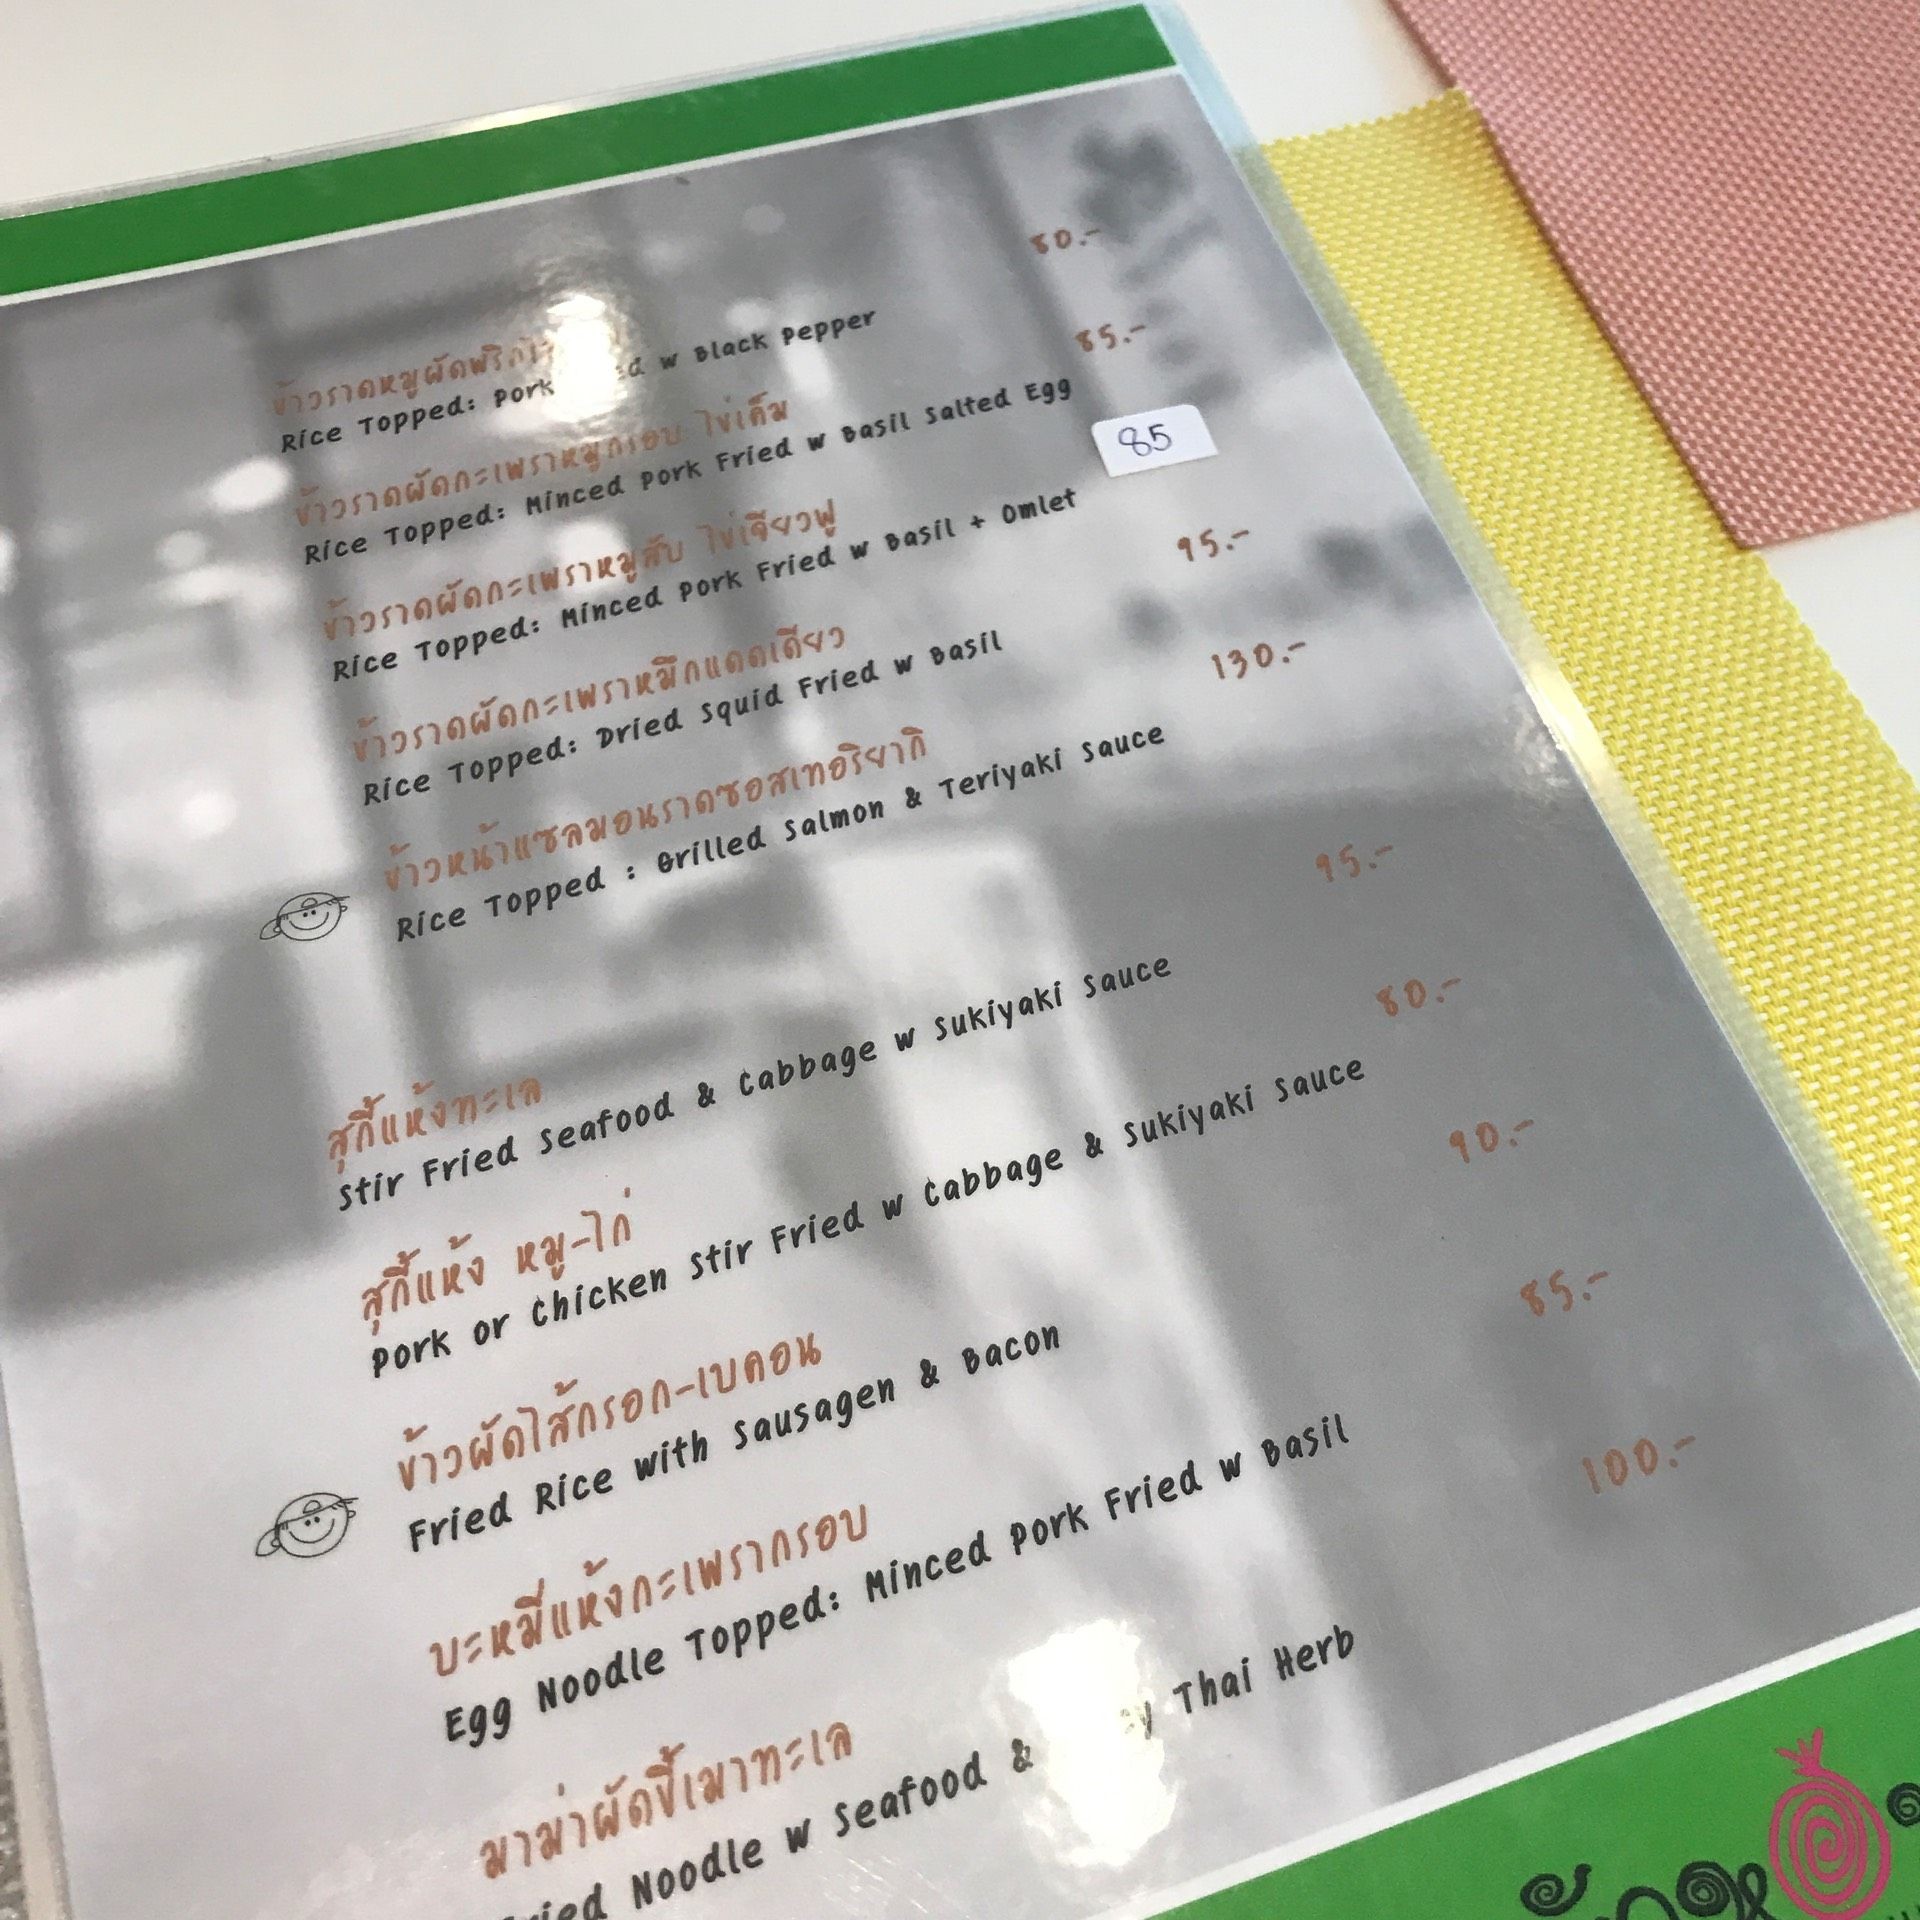 ข้าวราดหมูผัดพริกไทย 80.-
Rice Topped: Pork w Black Pepper
ข้าวราดผัดกะเพราหมูกรอบ ไข่เค็ม 85.-
Rice Topped: Minced Pork Fried w Basil Salted Egg
ข้าวราดผัดกะเพราหมูสับ ไข่เจียวฟู 85
Rice Topped: Minced Pork Fried w Basil + Omlet
ข้าวราดผัดกะเพราหมึกแดดเดียว 95.-
Rice Topped: Dried Squid Fried w Basil
ข้าวหน้าแซลมอนราดซอสเทอริยากิ 130.-
Rice Topped : Grilled Salmon & Teriyaki Sauce
สุกี้แห้งทะเล 95.-
Stir Fried Seafood & Cabbage w Sukiyaki Sauce
สุกี้แห้ง หมู-ไก่ 80.-
Pork or Chicken Stir Fried w Cabbage & Sukiyaki Sauce
ข้าวผัดไส้กรอก-เบคอน 90.-
Fried Rice with Sausagen & Bacon
บะหมี่แห้งกะเพรากรอบ 85.-
Egg Noodle Topped: Minced Pork Fried w Basil
มาม่าผัดขี้เมาทะเล 100.-
Fried Noodle w Seafood & Thai Herb